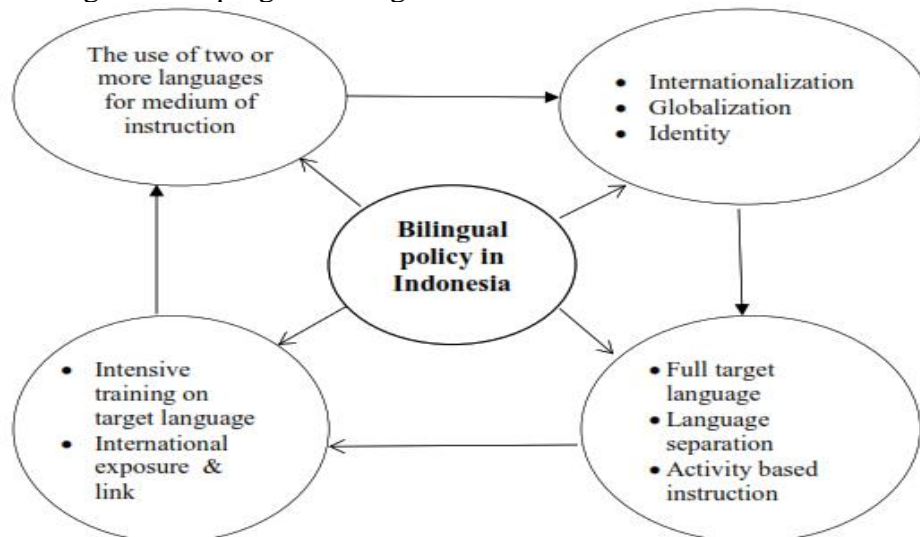 The use of two or
more languages
for medium of
instruction
• Internationalization
• Globalization
• Identity
Bilingual
policy in
Indonesia
• Intensive
training on
target language
• International
exposure &
link
• Full target
language
• Language
separation
• Activity based
instruction